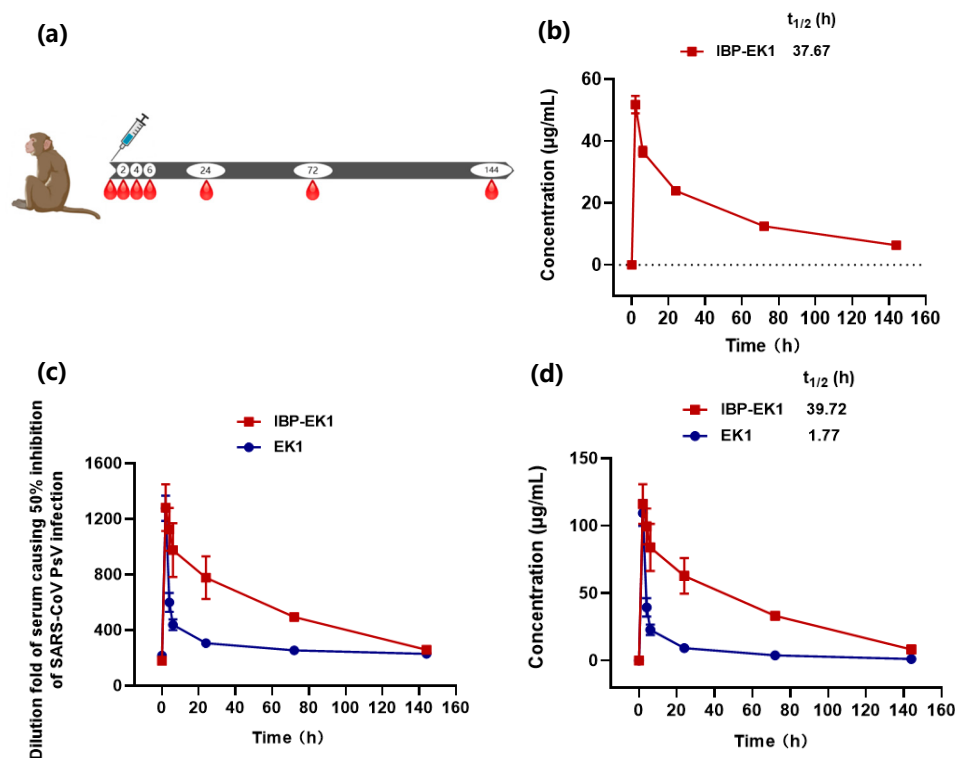 (a)
2 4 6 24 72 144
(b)
t1/2 (h)
IBP-EK1 37.67
Concentration (µg/mL)
60
40
20
0
0 20 40 60 80 100 120 140 160
Time（h）
(c)
IBP-EK1
EK1
Dilution fold of serum causing 50% inhibition
of SARS-CoV PsV infection
1600
1200
800
400
0
0 20 40 60 80 100 120 140 160
Time（h）
(d)
t1/2 (h)
IBP-EK1 39.72
EK1 1.77
Concentration (µg/mL)
150
100
50
0
0 20 40 60 80 100 120 140 160
Time（h）